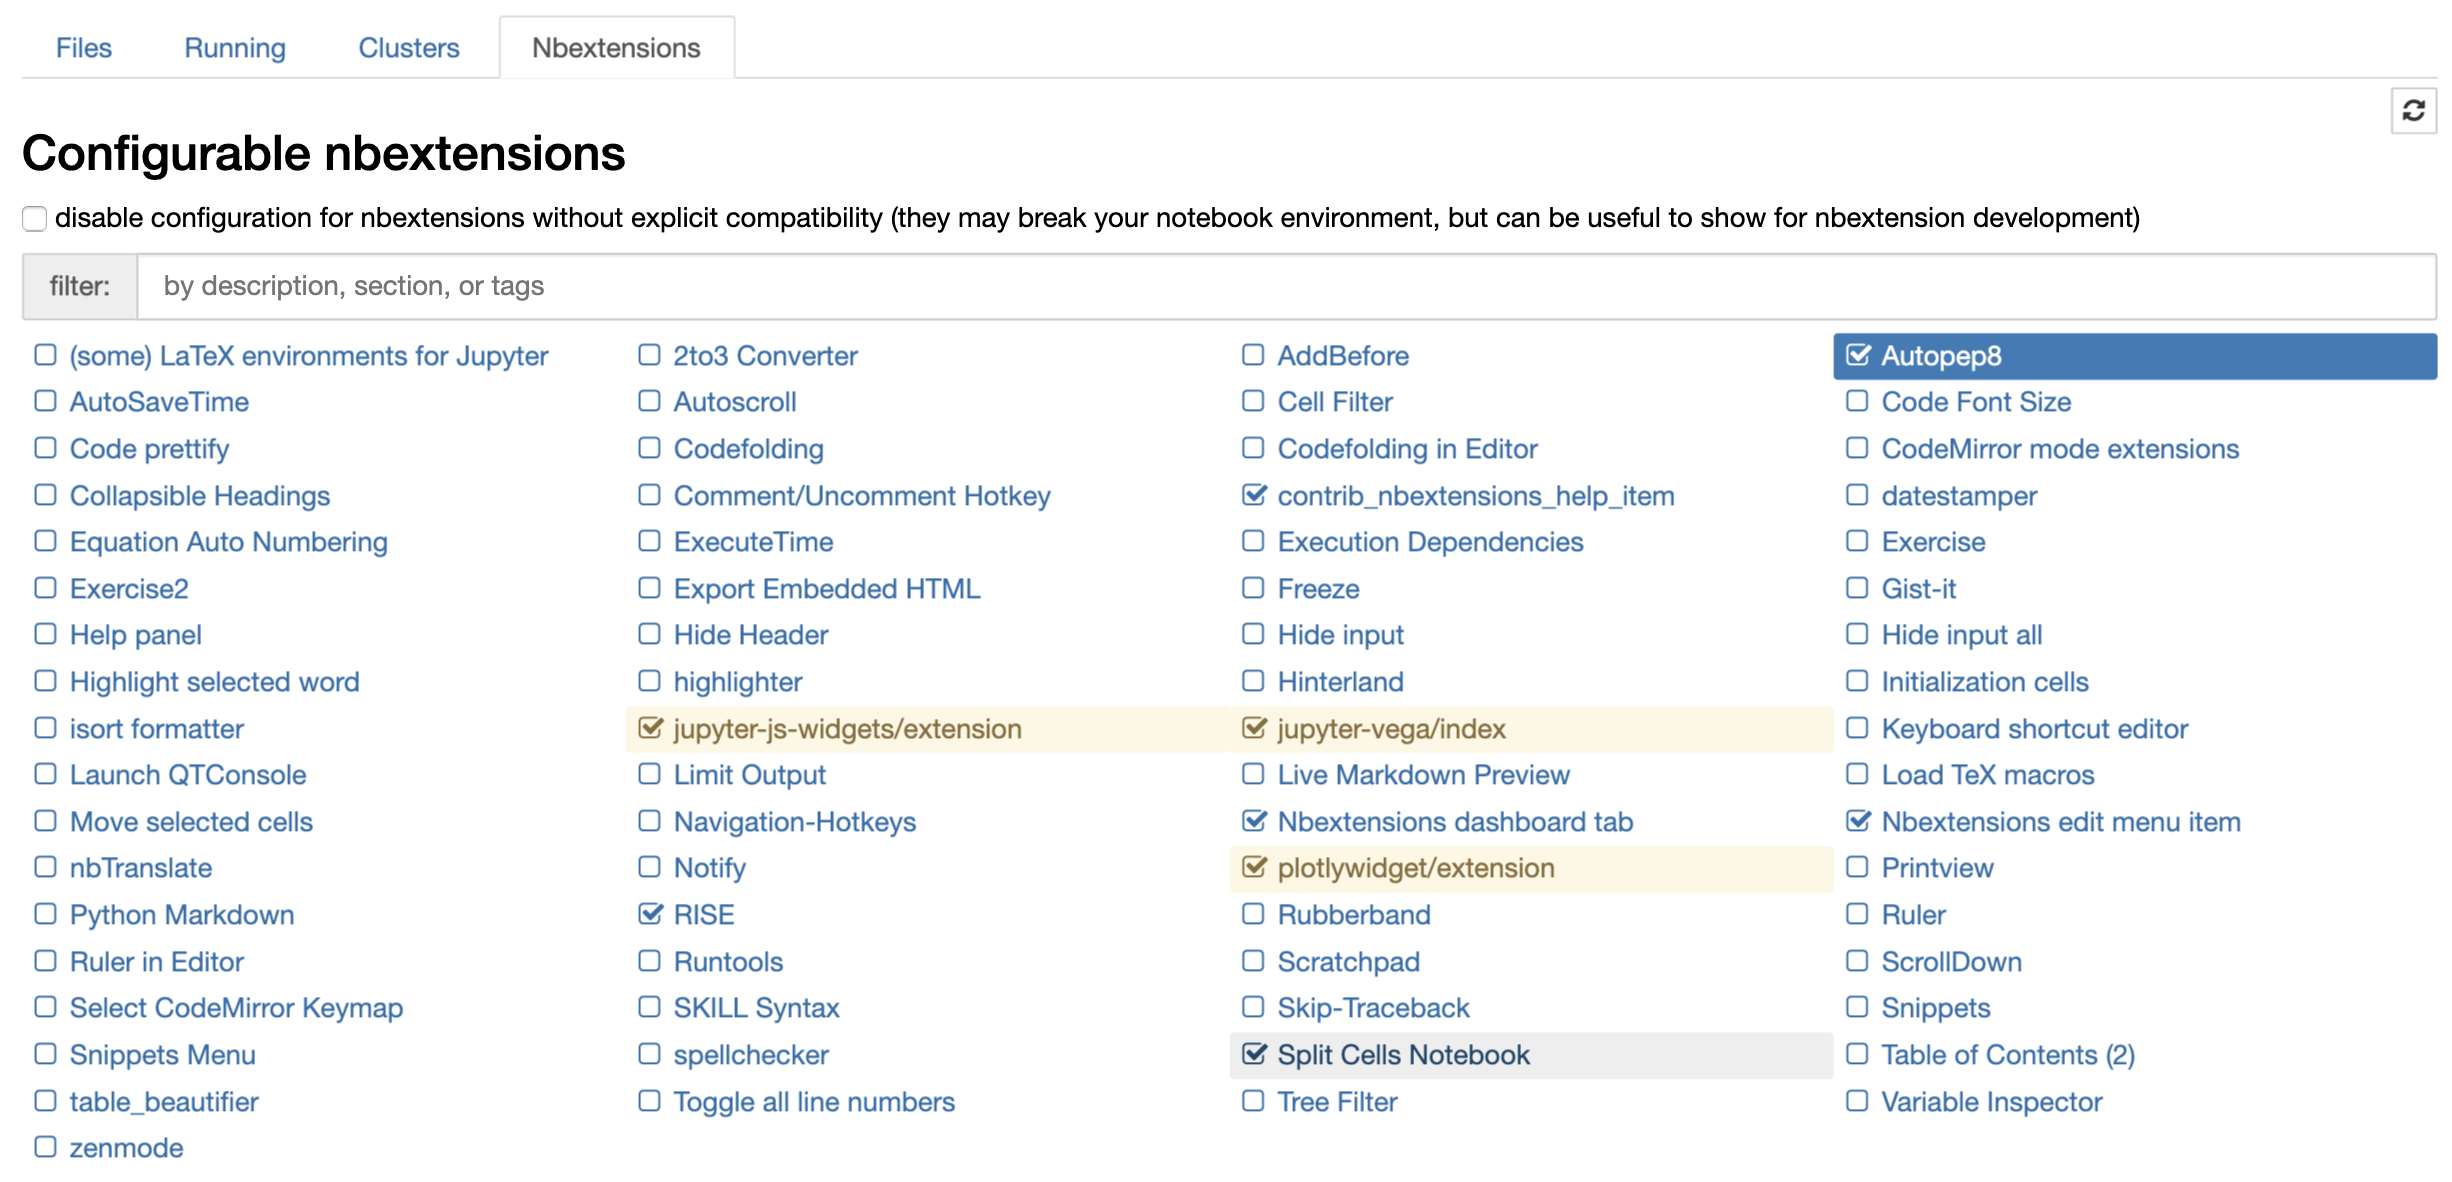 Files Running Clusters Nbextensions
Configurable nbextensions
disable configuration for nbextensions without explicit compatibility (they may break your notebook environment, but can be useful to show for nbextension development)
filter: by description, section, or tags
(some) LaTeX environments for Jupyter 2to3 Converter AddBefore Autopep8
AutoSaveTime Autoscroll Cell Filter Code Font Size
Code prettify Codefolding Codefolding in Editor CodeMirror mode extensions
Collapsible Headings Comment/Uncomment Hotkey contrib_nbextensions_help_item datestamper
Equation Auto Numbering ExecuteTime Execution Dependencies Exercise
Exercise2 Export Embedded HTML Freeze Gist-it
Help panel Hide Header Hide input Hide input all
Highlight selected word highlighter Hinterland Initialization cells
isort formatter jupyter-js-widgets/extension jupyter-vega/index Keyboard shortcut editor
Launch QTConsole Limit Output Live Markdown Preview Load TeX macros
Move selected cells Navigation-Hotkeys Nbextensions dashboard tab Nbextensions edit menu item
nbTranslate Notify plotlywidget/extension Printview
Python Markdown RISE Rubberband Ruler
Ruler in Editor Runtools Scratchpad ScrollDown
Select CodeMirror Keymap SKILL Syntax Skip-Traceback Snippets
Snippets Menu spellchecker Split Cells Notebook Table of Contents (2)
table_beautifier Toggle all line numbers Tree Filter Variable Inspector
zenmode